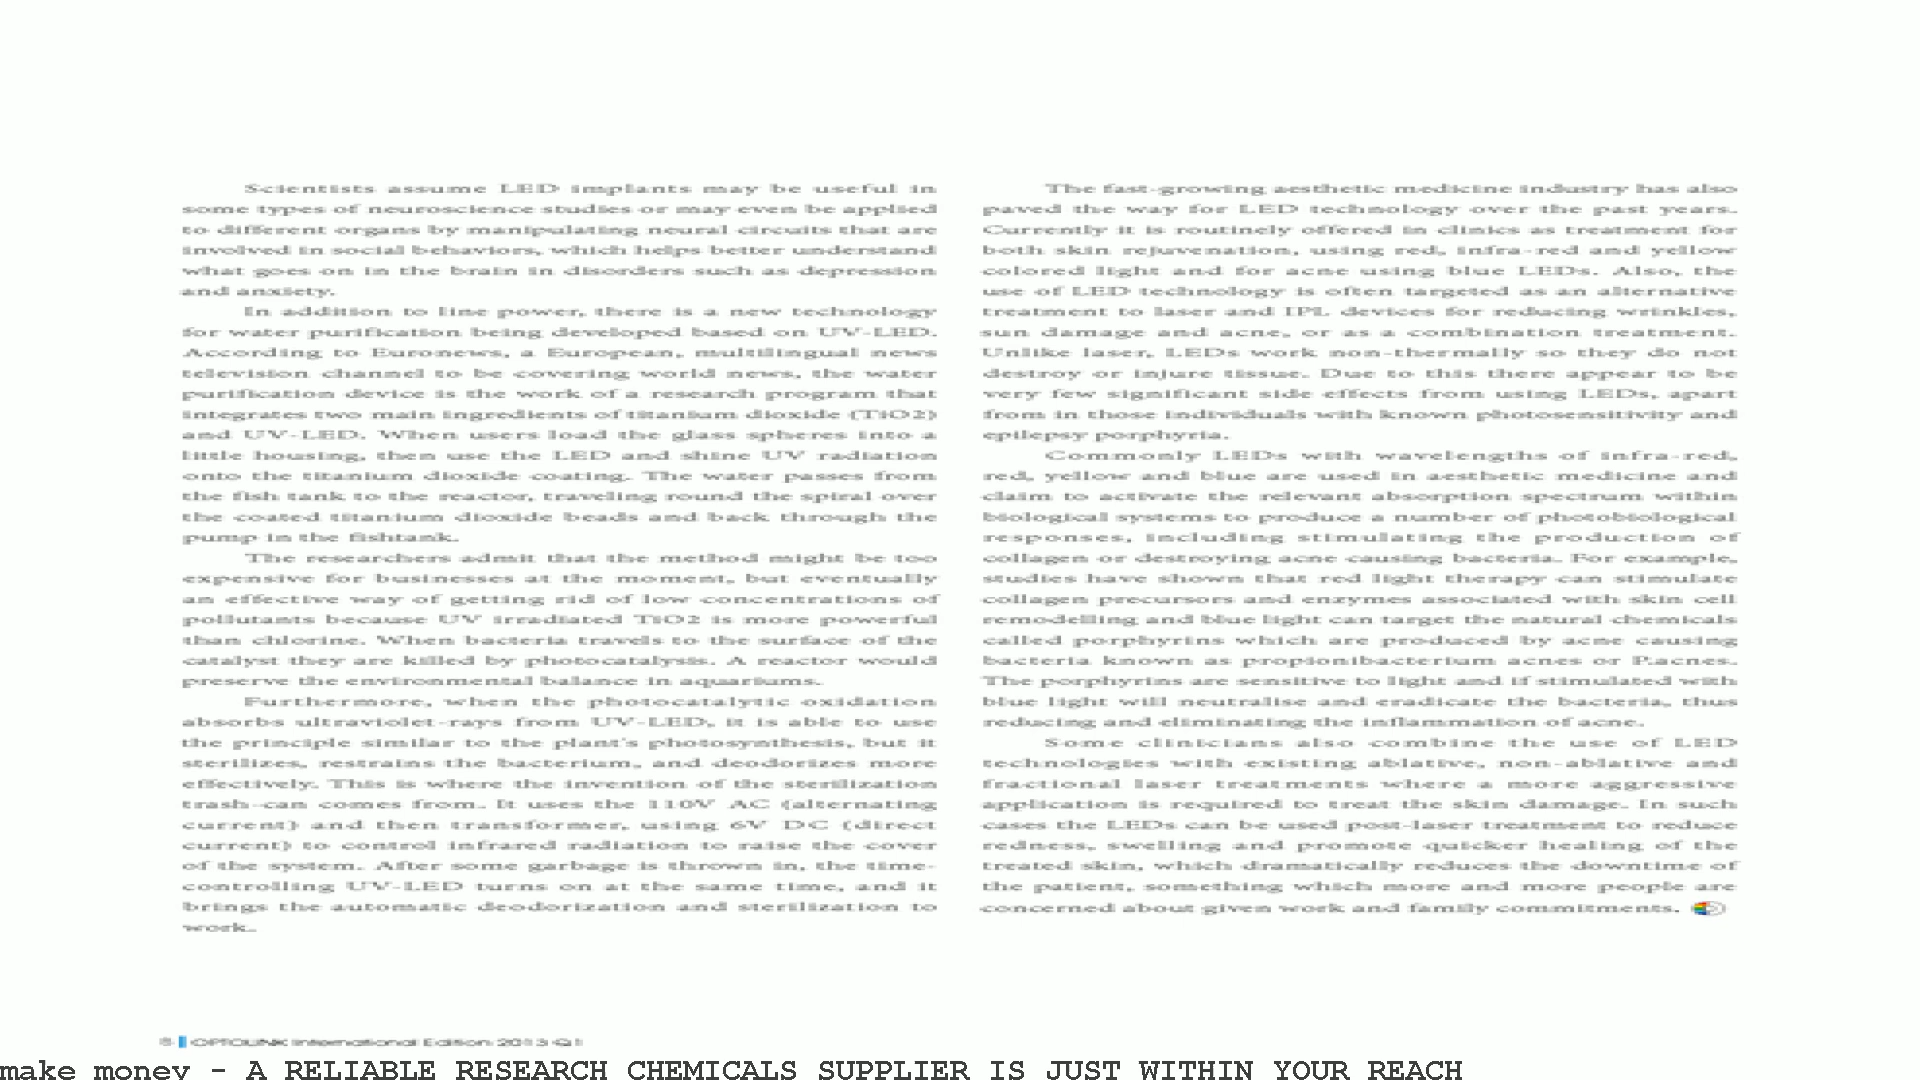 Scientists assume LED implants may be useful in
some types of neuroscience studies or may even be applied
to different organs by manipulating neural circuits that are
involved in social behaviors, which helps better understand
what goes on in the brain in disorders such as depression
and anxiety.
In addition to line power, there is a new technology
for water purification being developed based on UV-LED.
According to Euronews, a European, multilingual news
television channel to be covering world news, the water
purification device is the work of a research program that
integrates two main ingredients of titanium dioxide (TiO2)
and UV-LED. When users load the glass spheres into a
little housing, then use the LED and shine UV radiation
onto the titanium dioxide coating. The water passes from
the fish tank to the reactor, traveling round the spiral over
the coated titanium dioxide beads and back through the
pump in the fishtank.
The researchers admit that the method might be too
expensive for businesses at the moment, but eventually
an effective way of getting rid of low concentrations of
pollutants because UV irradiated TiO2 is more powerful
than chlorine. When bacteria travels to the surface of the
catalyst they are killed by photocatalysis. A reactor would
preserve the environmental balance in aquariums.
Furthermore, when the photocatalytic oxidation
absorbs ultraviolet-rays from UV-LED, it is able to use
the principle similar to the plant's photosynthesis, but it
sterilizes, restrains the bacterium, and deodorizes more
effectively. This is where the invention of the sterilization
trash-can comes from. It uses the 110V AC (alternating
current) and then transformer, using 6V DC (direct
current) to control infrared radiation to raise the cover
of the system. After some garbage is thrown in, the time-
controlling UV-LED turns on at the same time, and it
brings the automatic deodorization and sterilization to
work.
The fast-growing aesthetic medicine industry has also
paved the way for LED technology over the past years.
Currently it is routinely offered in clinics as treatment for
both skin rejuvenation, using red, infra-red and yellow
colored light and for acne using blue LEDs. Also, the
use of LED technology is often targeted as an alternative
treatment to laser and IPL devices for reducing wrinkles,
sun damage and acne, or as a combination treatment.
Unlike laser, LEDs work non-thermally so they do not
destroy or injure tissue. Due to this there appear to be
very few significant side effects from using LEDs, apart
from in those individuals with known photosensitivity and
epilepsy porphyria.
Commonly LEDs with wavelengths of infra-red,
red, yellow and blue are used in aesthetic medicine and
claim to activate the relevant absorption spectrum within
biological systems to produce a number of photobiological
responses, including stimulating the production of
collagen or destroying acne causing bacteria. For example,
studies have shown that red light therapy can stimulate
collagen precursors and enzymes associated with skin cell
remodelling and blue light can target the natural chemicals
called porphyrins which are produced by acne causing
bacteria known as propionibacterium acnes or P.acnes.
The porphyrins are sensitive to light and if stimulated with
blue light will neutralise and eradicate the bacteria, thus
reducing and eliminating the inflammation of acne.
Some clinicians also combine the use of LED
technologies with existing ablative, non-ablative and
fractional laser treatments where a more aggressive
application is required to treat the skin damage. In such
cases the LEDs can be used post-laser treatment to reduce
redness, swelling and promote quicker healing of the
treated skin, which dramatically reduces the downtime of
the patient, something which more and more people are
concerned about given work and family commitments.
OPTOLINK International Edition 2013 Q1
make money - A RELIABLE RESEARCH CHEMICALS SUPPLIER IS JUST WITHIN YOUR REACH